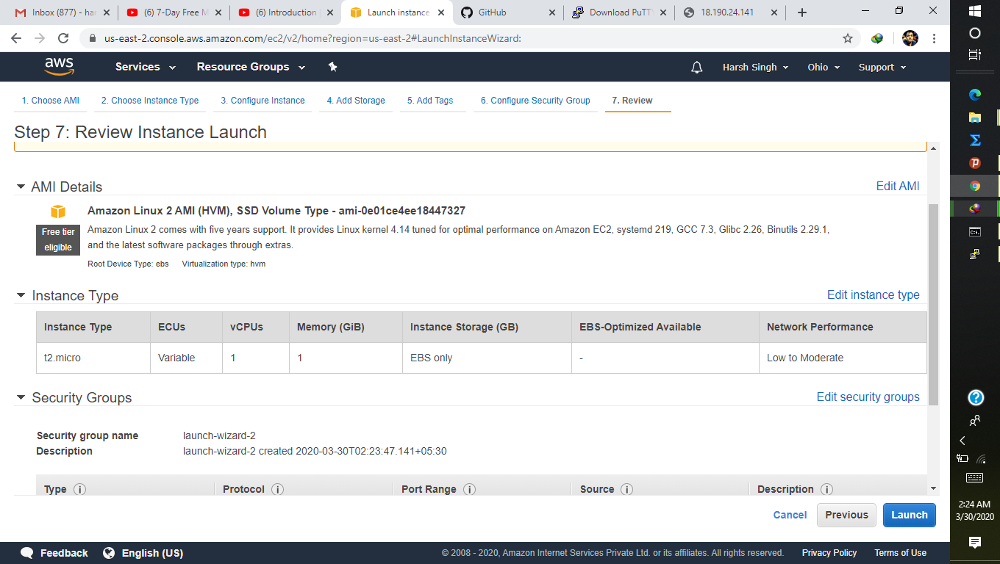 Inbox (877) - har
(6) 7-Day Free M
(6) Introduction
Launch instance
GitHub
Download PuTTY
18.190.24.141
us-east-2.console.aws.amazon.com/ec2/v2/home?region=us-east-2#LaunchInstanceWizard:
aws
Services
Resource Groups
Harsh Singh
Ohio
Support
1. Choose AMI
2. Choose Instance Type
3. Configure Instance
4. Add Storage
5. Add Tags
6. Configure Security Group
7. Review
Step 7: Review Instance Launch
AMI Details
Edit AMI
Free tier
eligible
Amazon Linux 2 AMI (HVM), SSD Volume Type - ami-0e01ce4ee18447327
Amazon Linux 2 comes with five years support. It provides Linux kernel 4.14 tuned for optimal performance on Amazon EC2, systemd 219, GCC 7.3, Glibc 2.26, Binutils 2.29.1,
and the latest software packages through extras.
Root Device Type: ebs Virtualization type: hvm
Instance Type
Edit instance type
Instance Type ECUs vCPUs Memory (GiB) Instance Storage (GB) EBS-Optimized Available Network Performance
t2.micro Variable 1 1 EBS only - Low to Moderate
Security Groups
Edit security groups
Security group name launch-wizard-2
Description launch-wizard-2 created 2020-03-30T02:23:47.141+05:30
Type Protocol Port Range Source Description
Cancel
Previous
Launch
Feedback
English (US)
© 2008 - 2020, Amazon Internet Services Private Ltd. or its affiliates. All rights reserved.
Privacy Policy
Terms of Use
2:24 AM
3/30/2020